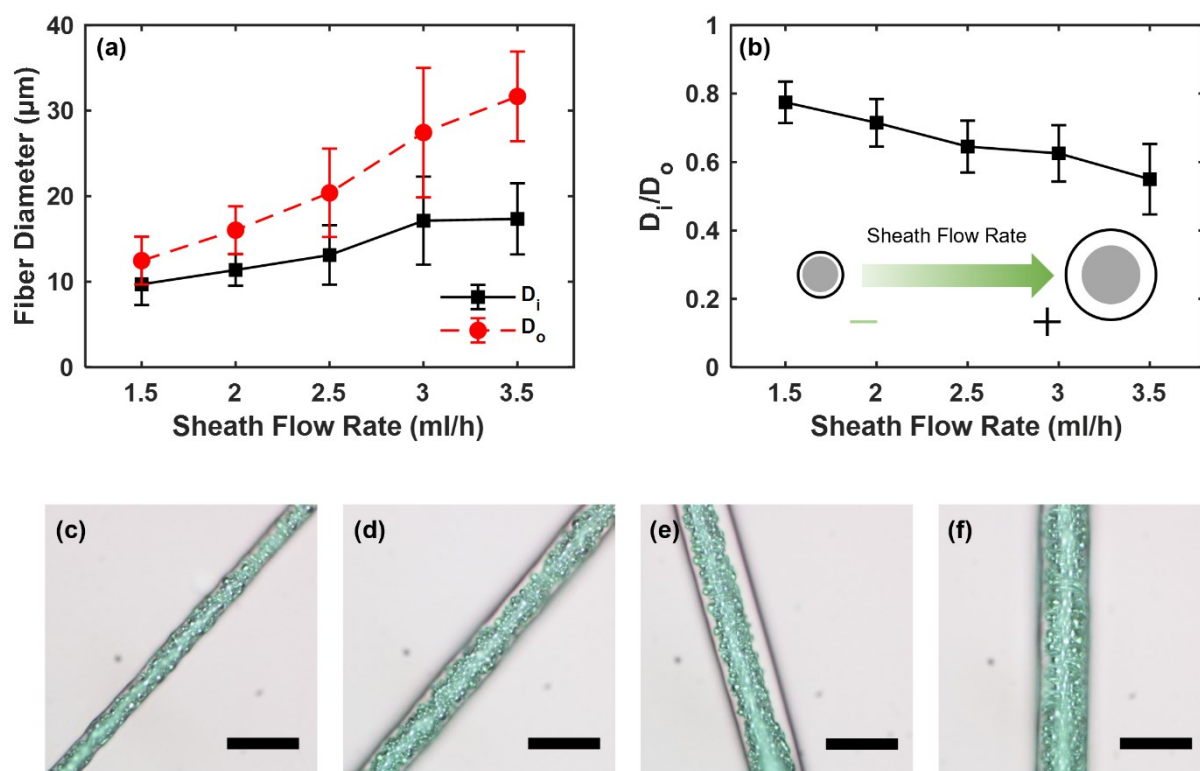 (a)
40
30
20
10
0
Fiber Diameter (μm)
D_i
D_o
1.5 2 2.5 3 3.5
Sheath Flow Rate (ml/h)
(b)
1
0.8
0.6
0.4
0.2
0
D_i/D_o
Sheath Flow Rate
− +
1.5 2 2.5 3 3.5
Sheath Flow Rate (ml/h)
(c) (d) (e) (f)